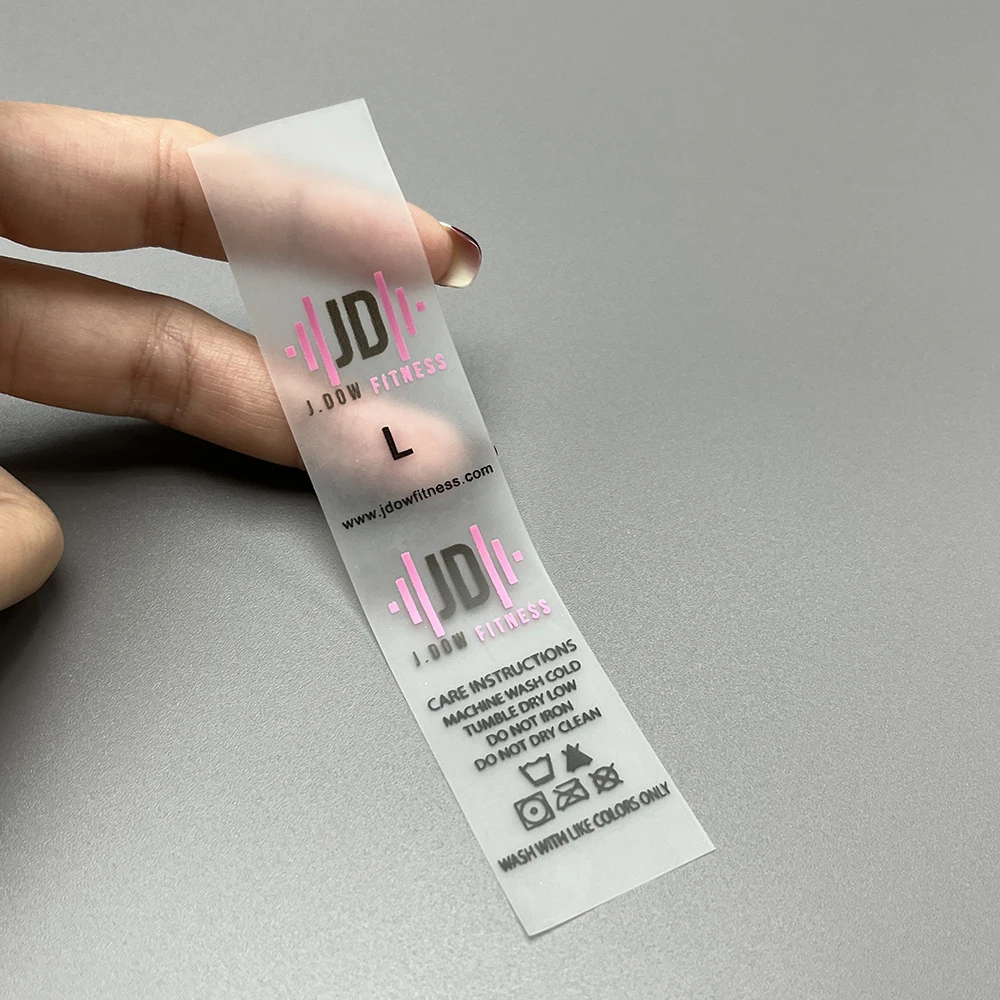 JD
J.DOW FITNESS
L
www.jdowfitness.com
JD
J.DOW FITNESS
CARE INSTRUCTIONS
MACHINE WASH COLD
TUMBLE DRY LOW
DO NOT IRON
DO NOT DRY CLEAN
WASH WITH LIKE COLORS ONLY